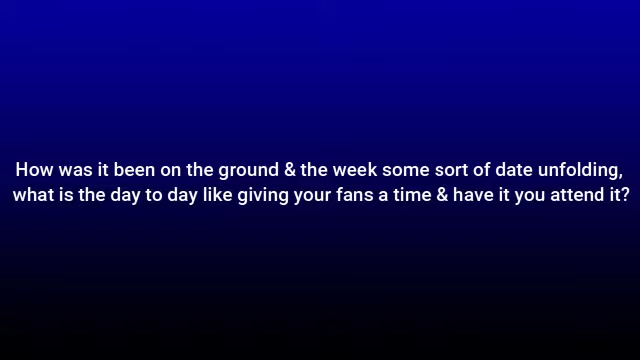 How was it been on the ground & the week some sort of date unfolding,
what is the day to day like giving your fans a time & have it you attend it?